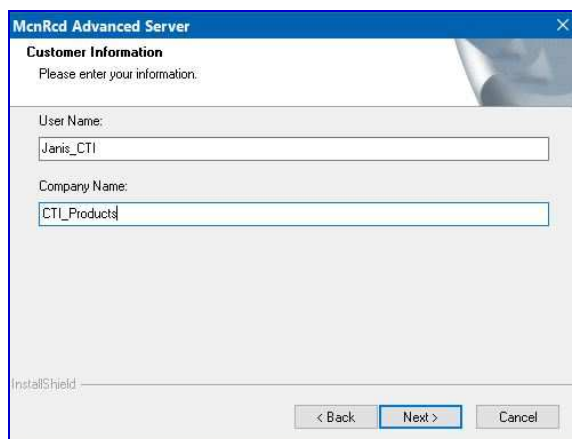 McnRcd Advanced Server
Customer Information
Please enter your information.
User Name:
Janis_CTI
Company Name:
CTI_Products
InstallShield
< Back Next > Cancel